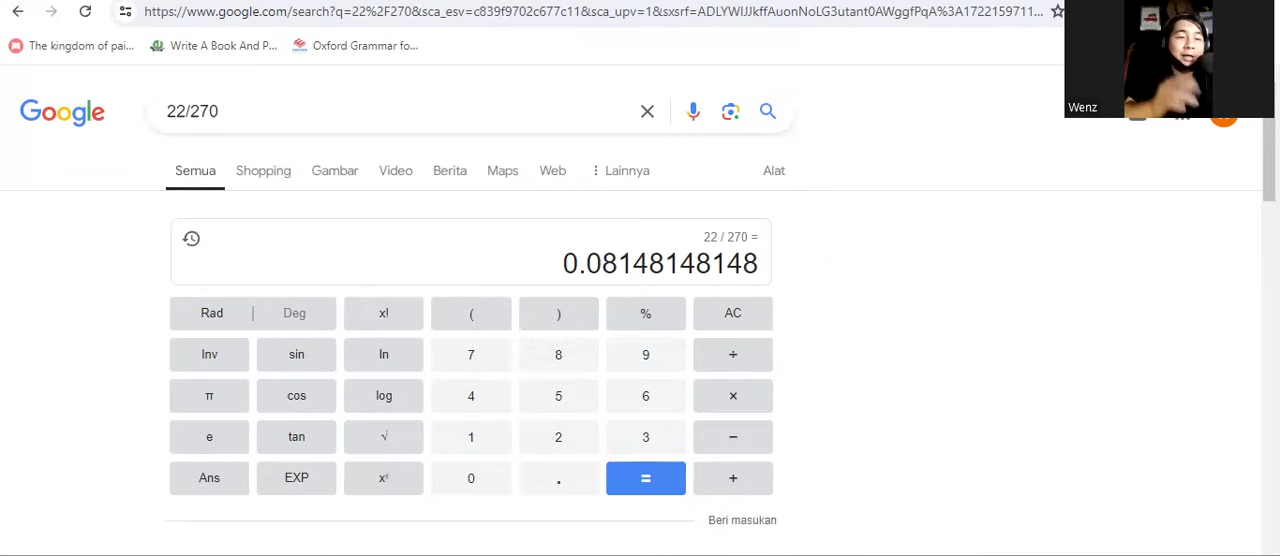 https://www.google.com/search?q=22%2F270&sca_esv=c839f9702c677c11&sca_upv=1&sxsrf=ADLYWIJJkffAuonNoLG3utant0AWggfPqA%3A1722159711...
The kingdom of pai...
Write A Book And P...
Oxford Grammar fo...
Wenz
Google
22/270
Semua
Shopping
Gambar
Video
Berita
Maps
Web
Lainnya
Alat
22 / 270 =
0.08148148148
Rad | Deg x! ( ) % AC
Inv sin ln 7 8 9 ÷
π cos log 4 5 6 ×
e tan √ 1 2 3 −
Ans EXP xʸ 0 . = +
Beri masukan